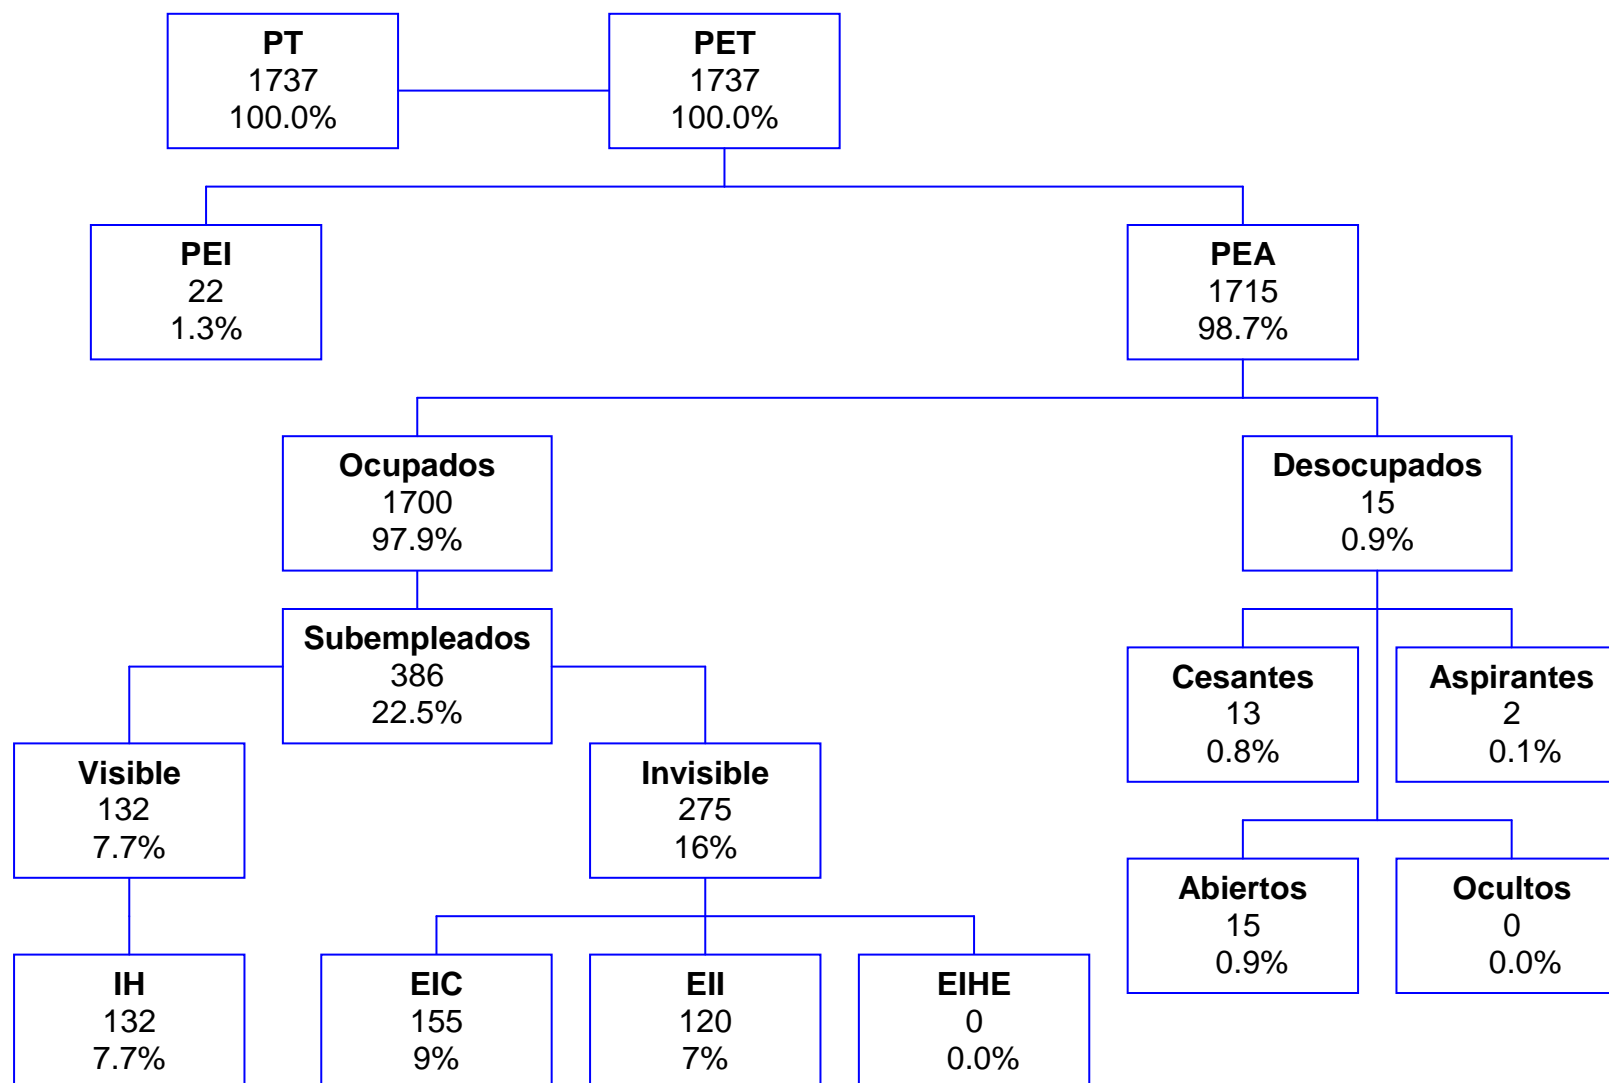 PT
1737
100.0%
PET
1737
100.0%
PEI
22
1.3%
PEA
1715
98.7%
Ocupados
1700
97.9%
Desocupados
15
0.9%
Subempleados
386
22.5%
Cesantes
13
0.8%
Aspirantes
2
0.1%
Visible
132
7.7%
Invisible
275
16%
Abiertos
15
0.9%
Ocultos
0
0.0%
IH
132
7.7%
EIC
155
9%
EII
120
7%
EIHE
0
0.0%